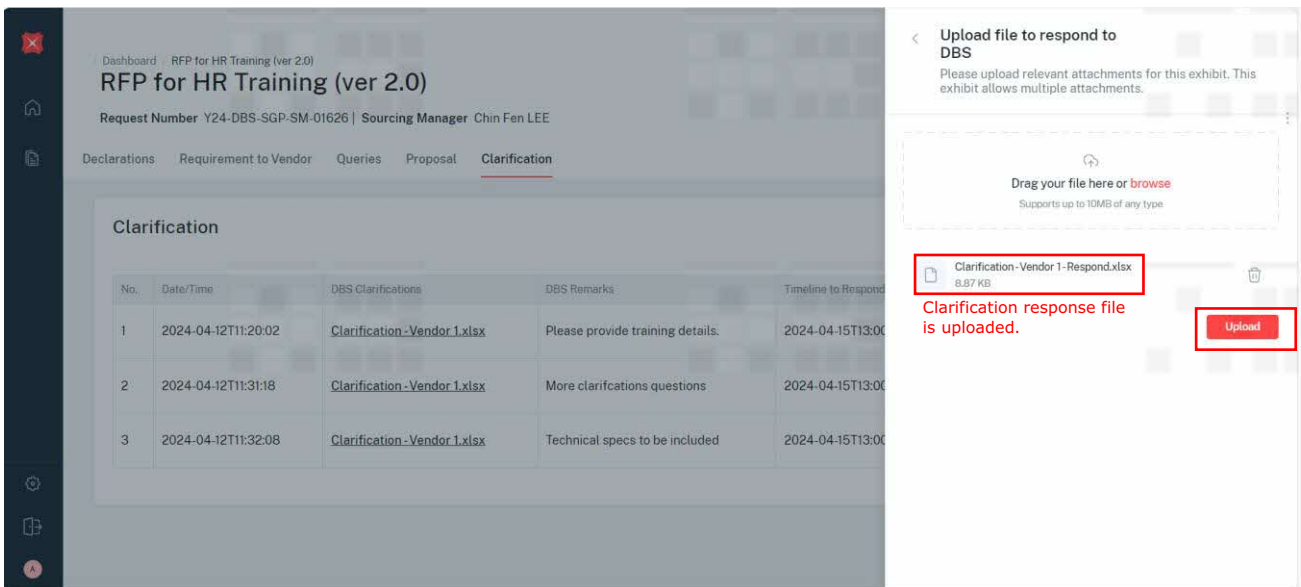 Dashboard RFP for HR Training (ver 2.0)
RFP for HR Training (ver 2.0)
Request Number Y24-DBS-SGP-SM-01626 | Sourcing Manager Chin Fen LEE
Declarations Requirement to Vendor Queries Proposal Clarification
Clarification
No. Date/Time DBS Clarifications DBS Remarks Timeline to Respond
1 2024-04-12T11:20:02 Clarification - Vendor 1.xlsx Please provide training details. 2024-04-15T13:00
2 2024-04-12T11:31:18 Clarification - Vendor 1.xlsx More clarifcations questions 2024-04-15T13:00
3 2024-04-12T11:32:08 Clarification - Vendor 1.xlsx Technical specs to be included 2024-04-15T13:00
A
Upload file to respond to
DBS
Please upload relevant attachments for this exhibit. This
exhibit allows multiple attachments.
Drag your file here or browse
Supports up to 10MB of any type
Clarification - Vendor 1 - Respond.xlsx
8.87 KB
Clarification response file
is uploaded.
Upload